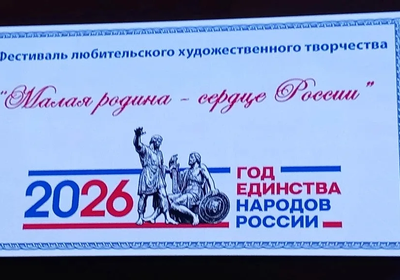 Фестиваль любительского художественного творчества
"Малая родина – сердце России"
2026
ГОД
ЕДИНСТВА
НАРОДОВ
РОССИИ